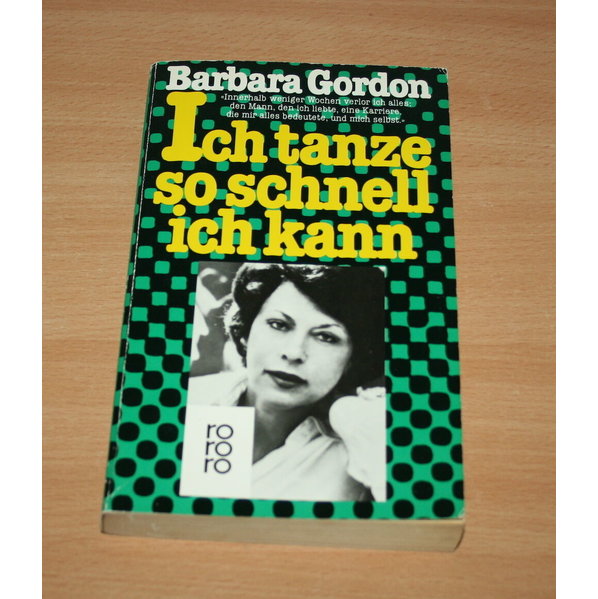 Barbara Gordon
«Innerhalb weniger Wochen verlor ich alles:
den Mann, den ich liebte, eine Karriere,
die mir alles bedeutete, und mich selbst.»
Ich tanze
so schnell
ich kann
ro
ro
ro